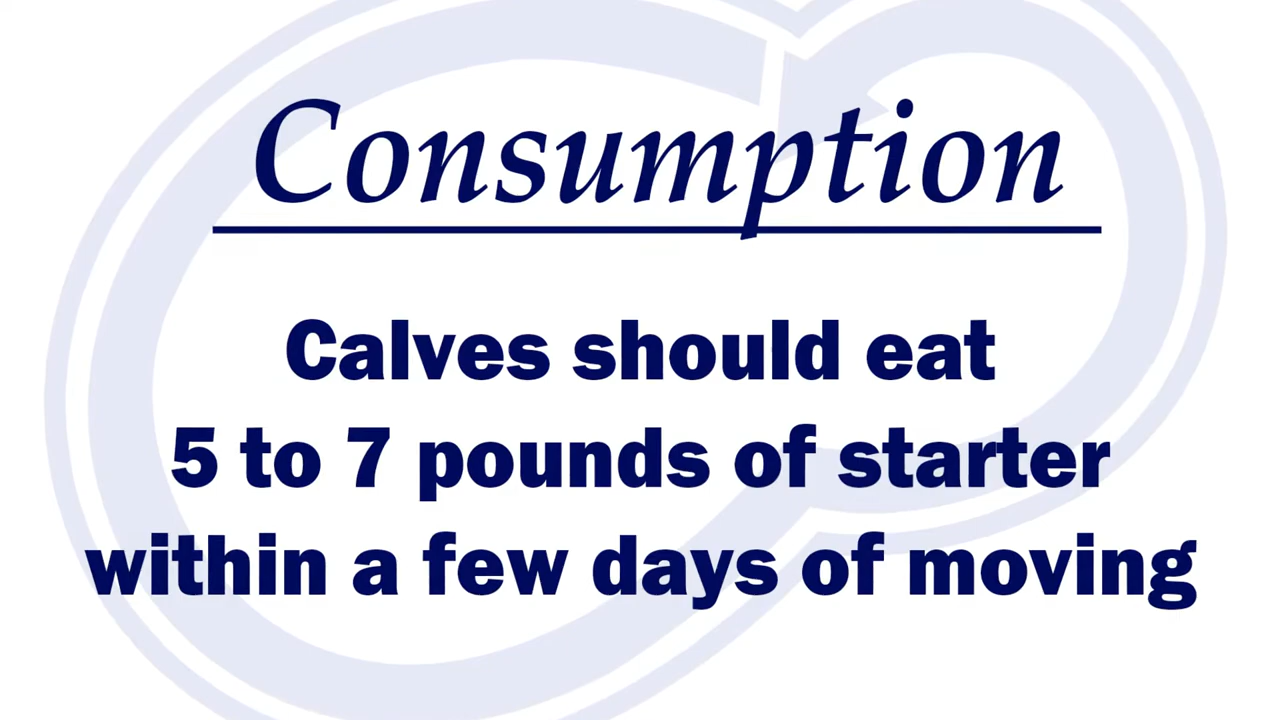 Consumption
Calves should eat
5 to 7 pounds of starter
within a few days of moving